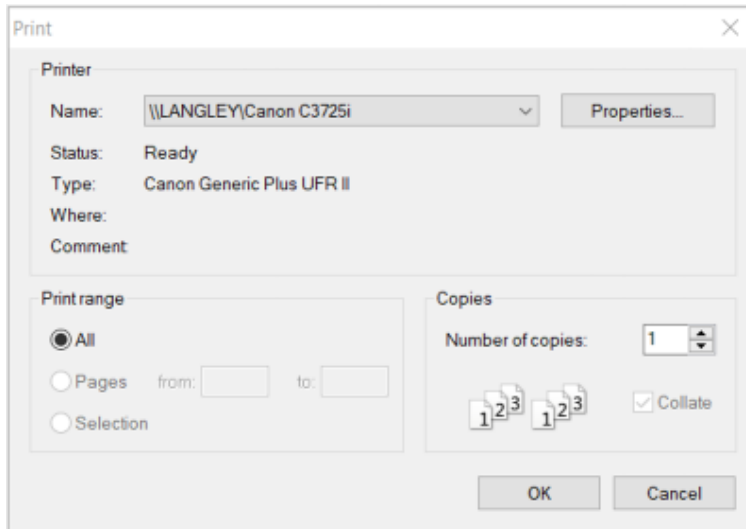 Print
Printer
Name: \\LANGLEY\Canon C3725i Properties...
Status: Ready
Type: Canon Generic Plus UFR II
Where:
Comment:
Print range
All
Pages from: to:
Selection
Copies
Number of copies: 1
1 2 3 1 2 3 Collate
OK Cancel